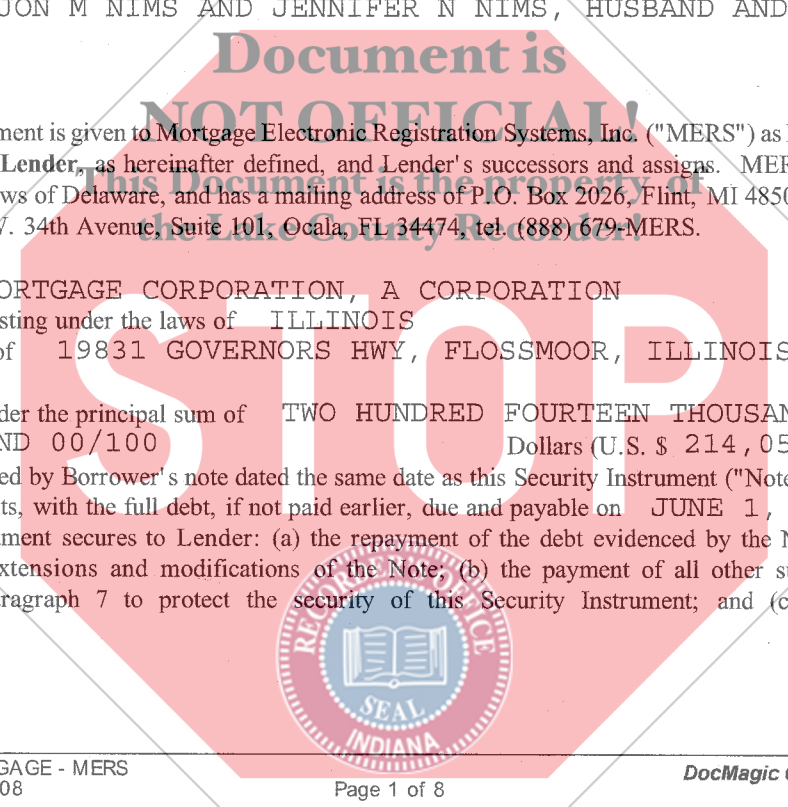 JON M NIMS AND JENNIFER N NIMS, HUSBAND AND
Document is
NOT OFFICIAL!
ment is given to Mortgage Electronic Registration Systems, Inc. ("MERS") as
Lender, as hereinafter defined, and Lender's successors and assigns. MER
This Document is the property of
ws of Delaware, and has a mailing address of P.O. Box 2026, Flint, MI 4850
the Lake County Recorder!
. 34th Avenue, Suite 101, Ocala, FL 34474, tel. (888) 679-MERS.
ORTGAGE CORPORATION, A CORPORATION
sting under the laws of ILLINOIS
STOP
of 19831 GOVERNORS HWY, FLOSSMOOR, ILLINOIS
der the principal sum of TWO HUNDRED FOURTEEN THOUSAN
ND 00/100 Dollars (U.S. $ 214,05
ed by Borrower's note dated the same date as this Security Instrument ("Note
ts, with the full debt, if not paid earlier, due and payable on JUNE 1,
ument secures to Lender: (a) the repayment of the debt evidenced by the N
xtensions and modifications of the Note; (b) the payment of all other su
ragraph 7 to protect the security of this Security Instrument; and (c
RECORDER'S OFFICE
SEAL
INDIANA
GAGE - MERS
08
Page 1 of 8
DocMagic